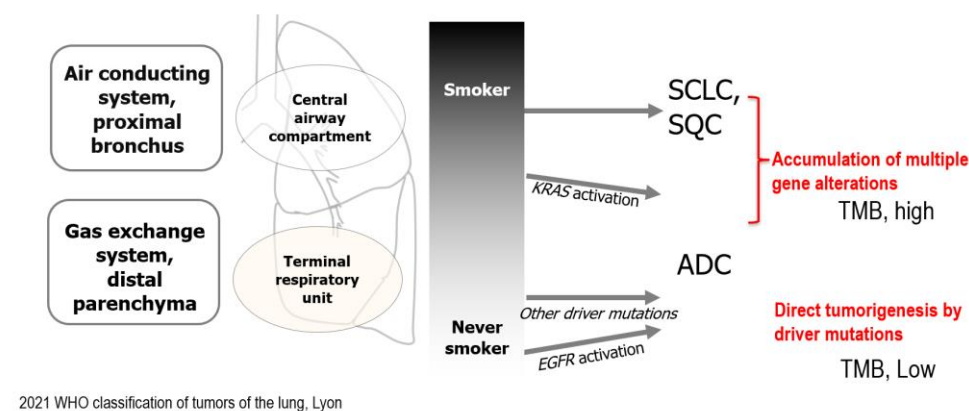 Air conducting
system,
proximal
bronchus
Gas exchange
system,
distal
parenchyma
Central
airway
compartment
Terminal
respiratory
unit
Smoker
Never
smoker
KRAS activation
Other driver mutations
EGFR activation
SCLC,
SQC
ADC
Accumulation of multiple
gene alterations
TMB, high
Direct tumorigenesis by
driver mutations
TMB, Low
2021 WHO classification of tumors of the lung, Lyon